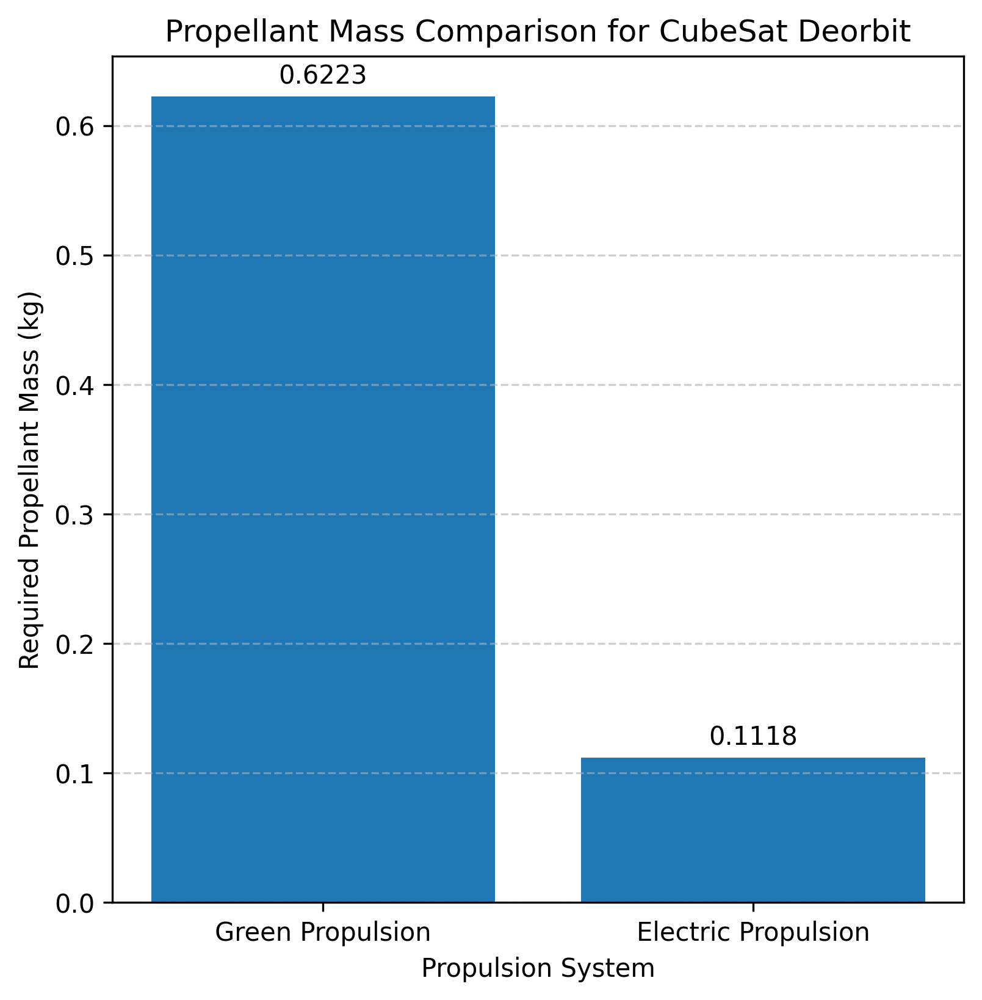 Propellant Mass Comparison for CubeSat Deorbit
0.6223
0.6
0.5
0.4
0.3
0.2
0.1118
0.1
0.0
Required Propellant Mass (kg)
Green Propulsion
Electric Propulsion
Propulsion System